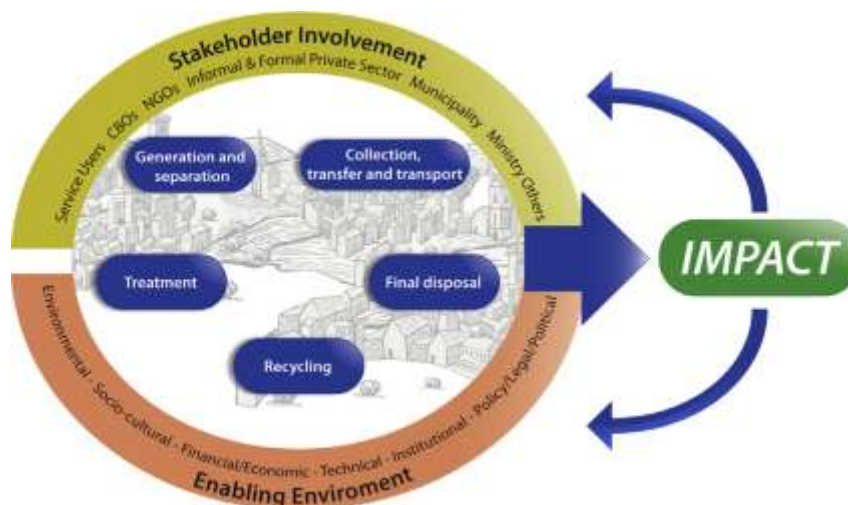 Stakeholder Involvement
Service Users CBOs NGOs Informal & Formal Private Sector Municipality Ministry Others
Generation and
separation
Collection,
transfer and transport
Treatment
Final disposal
Recycling
IMPACT
Environmental - Socio-cultural - Financial/Economic - Technical - Institutional - Policy/Legal/Political
Enabling Enviroment